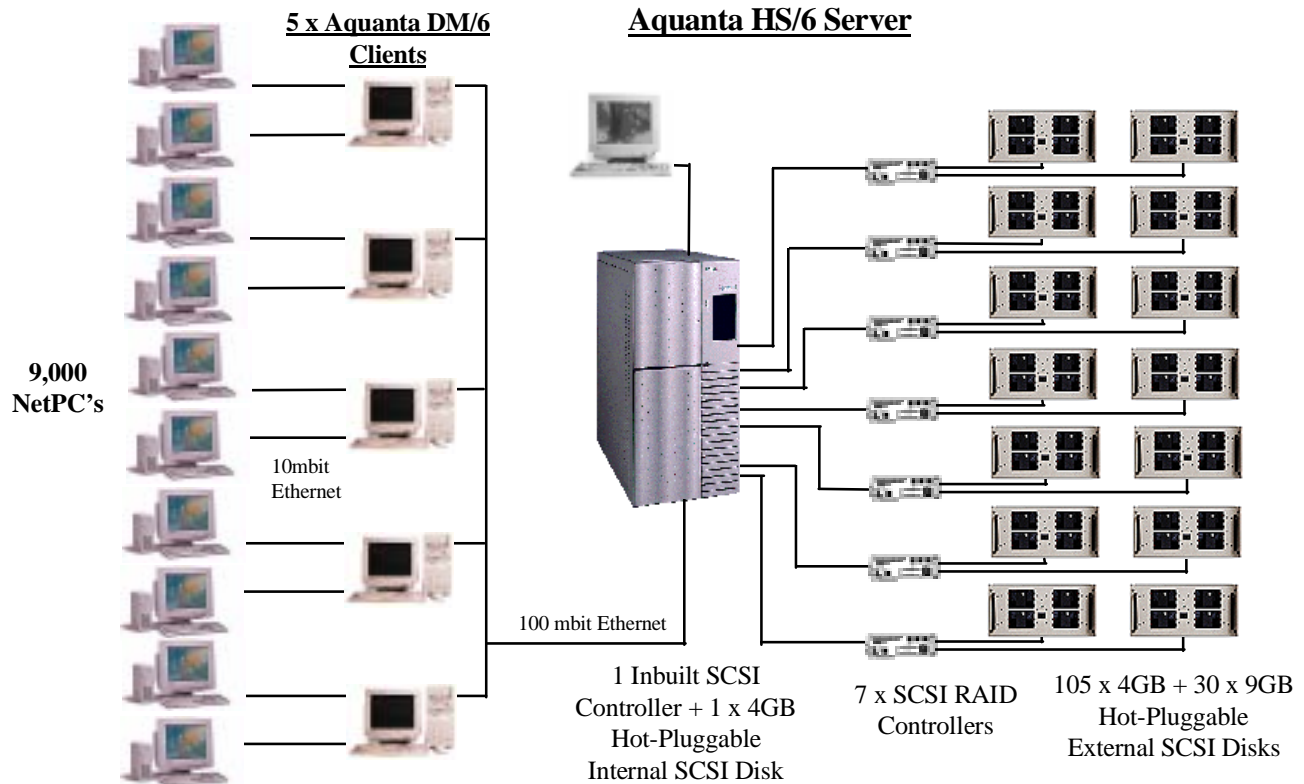 5 x Aquanta DM/6
Clients
Aquanta HS/6 Server
9,000
NetPC's
10mbit
Ethernet
100 mbit Ethernet
1 Inbuilt SCSI
Controller + 1 x 4GB
Hot-Pluggable
Internal SCSI Disk
7 x SCSI RAID
Controllers
105 x 4GB + 30 x 9GB
Hot-Pluggable
External SCSI Disks